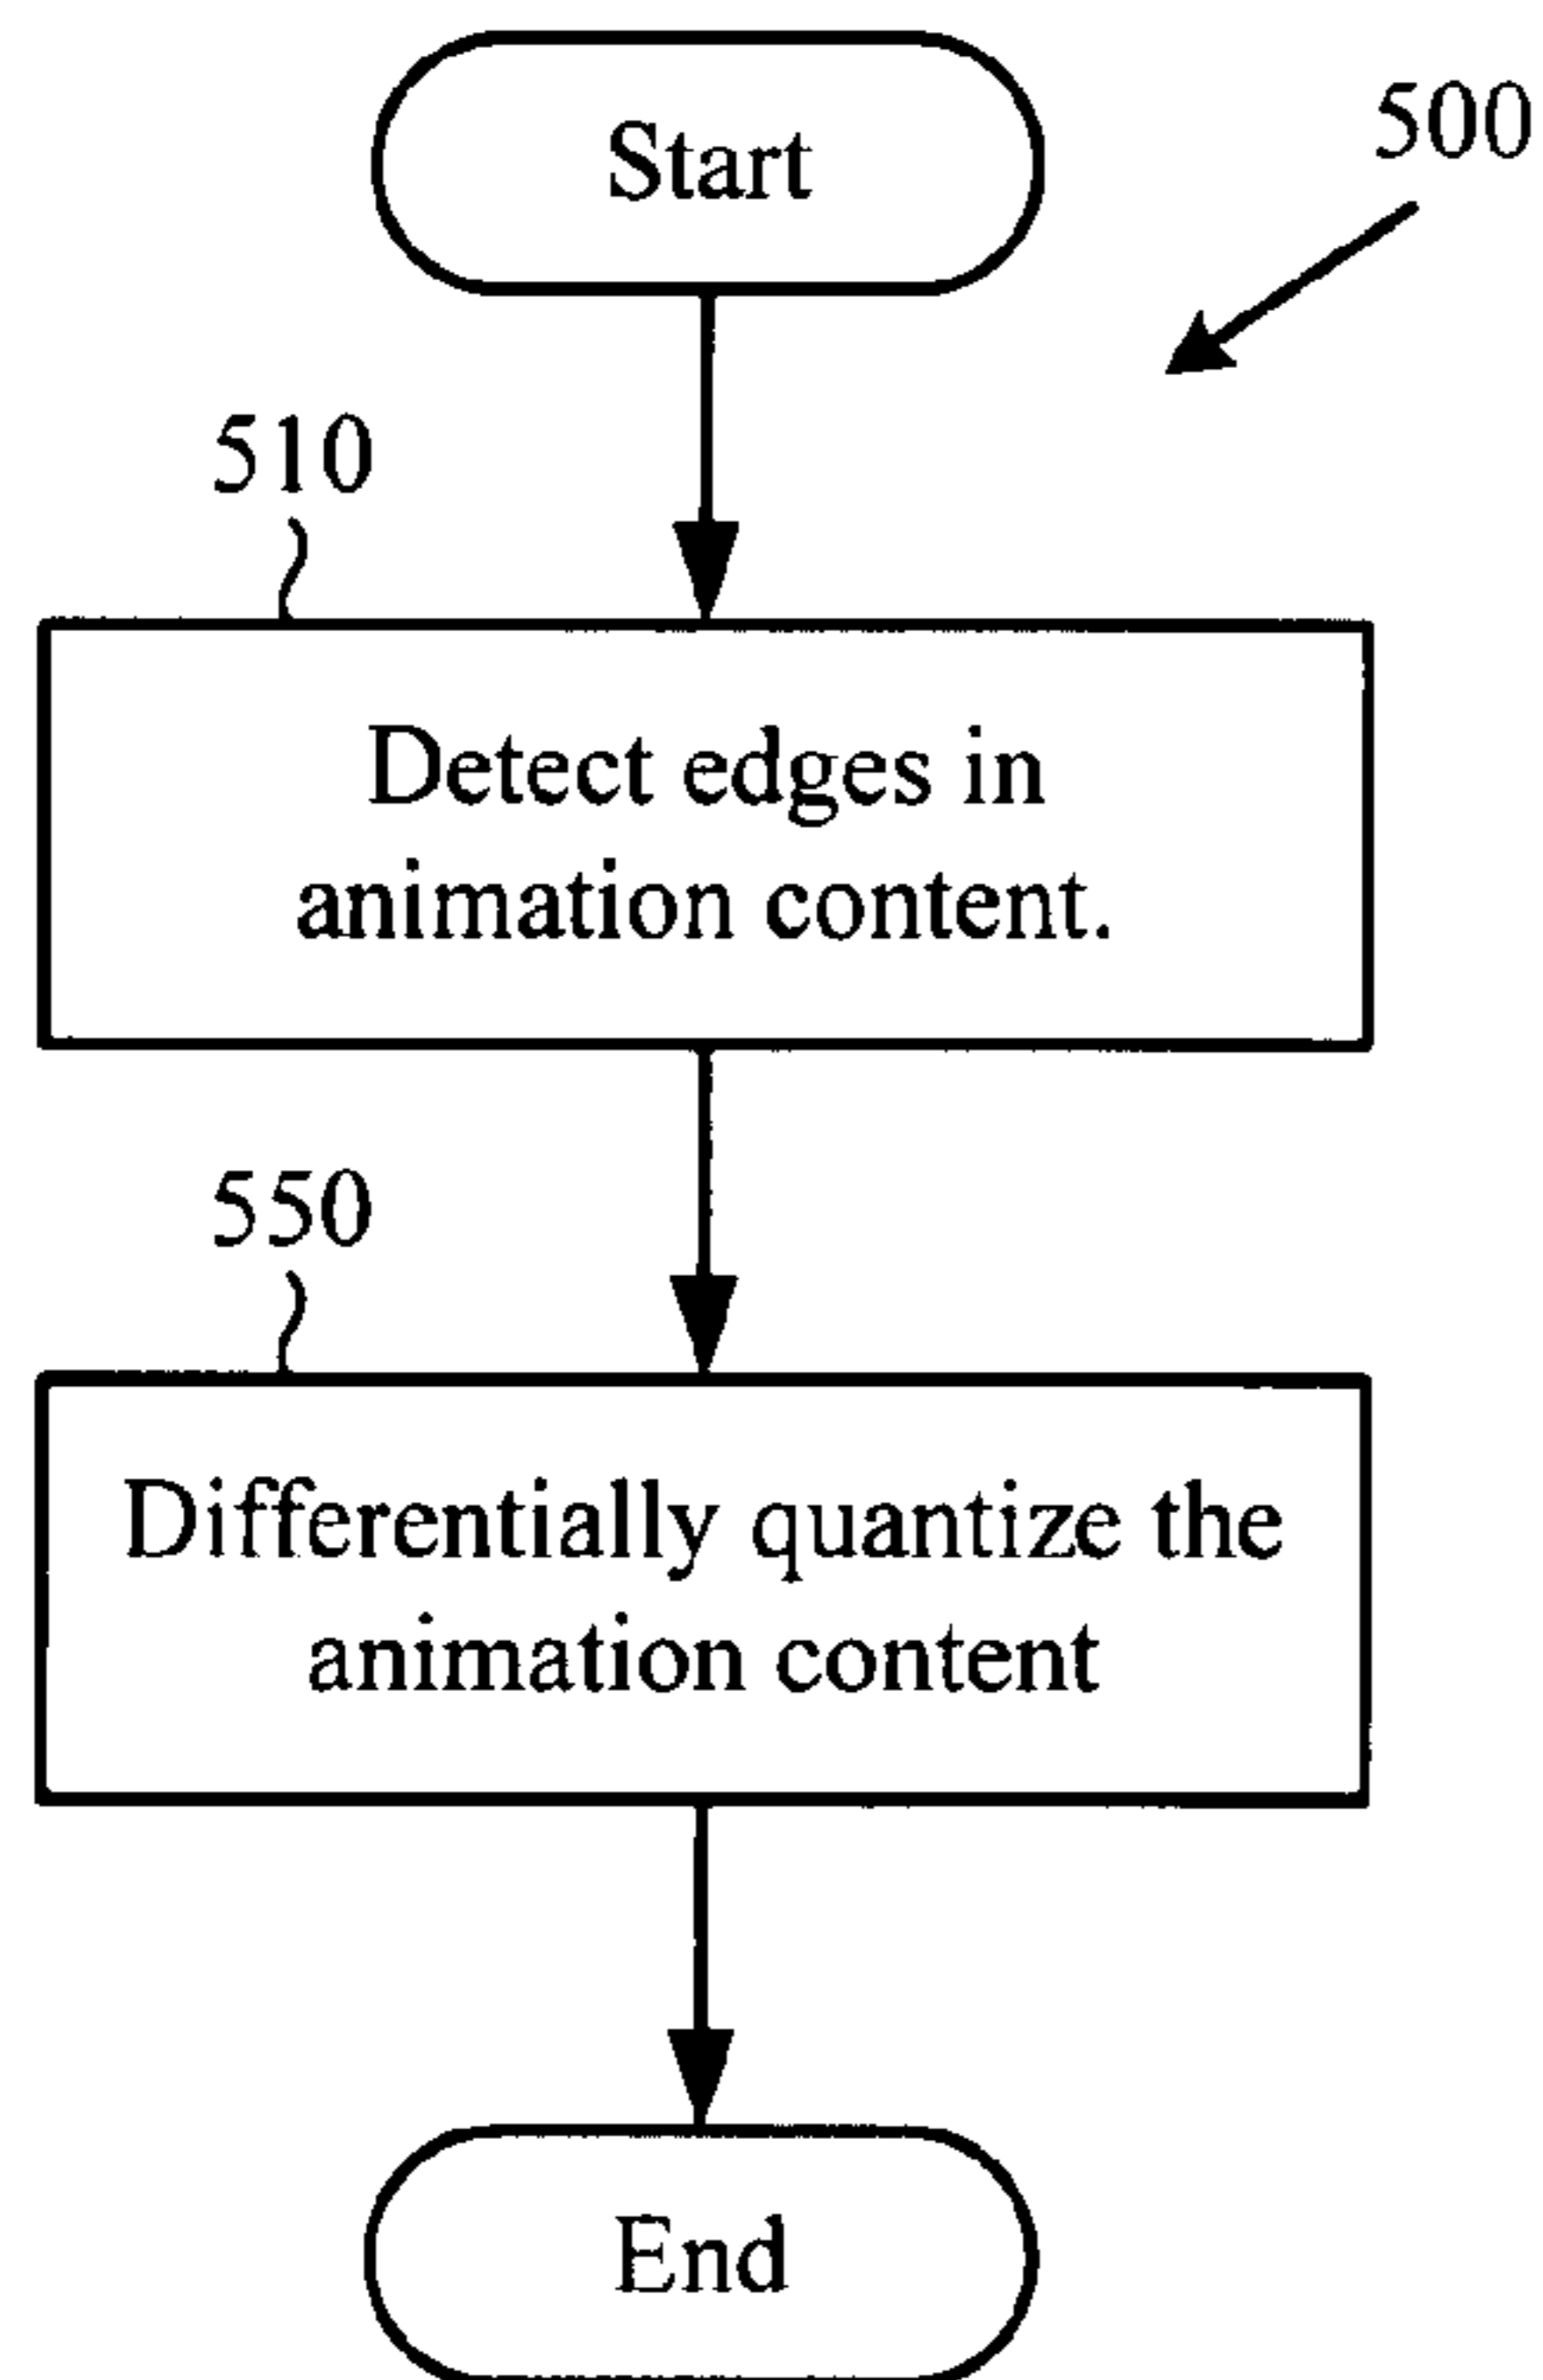 Start
500
510
Detect edges in
animation content.
550
Differentially quantize the
animation content
End